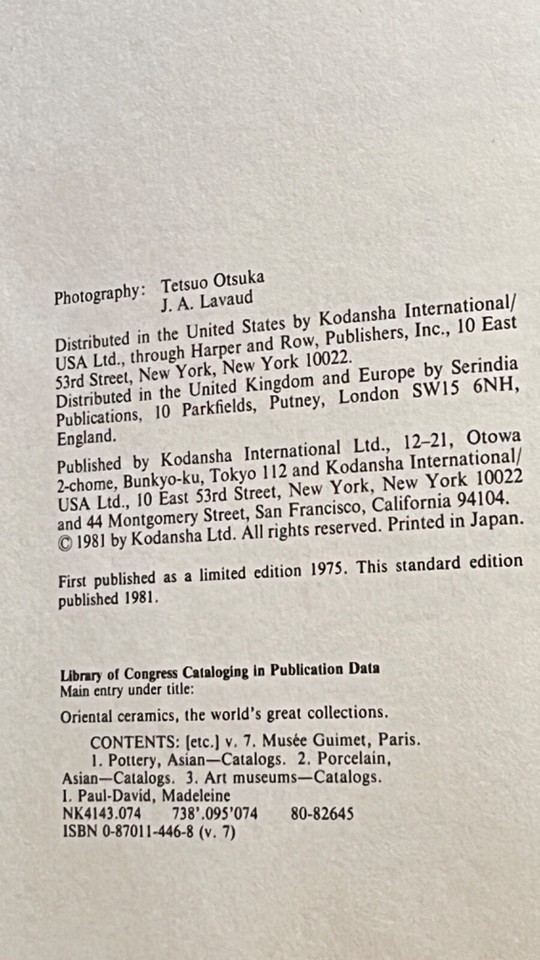 Photography: Tetsuo Otsuka
J. A. Lavaud
Distributed in the United States by Kodansha International/
USA Ltd., through Harper and Row, Publishers, Inc., 10 East
53rd Street, New York, New York 10022.
Distributed in the United Kingdom and Europe by Serindia
Publications, 10 Parkfields, Putney, London SW15 6NH,
England.
Published by Kodansha International Ltd., 12–21, Otowa
2-chome, Bunkyo-ku, Tokyo 112 and Kodansha International/
USA Ltd., 10 East 53rd Street, New York, New York 10022
and 44 Montgomery Street, San Francisco, California 94104.
© 1981 by Kodansha Ltd. All rights reserved. Printed in Japan.
First published as a limited edition 1975. This standard edition
published 1981.
Library of Congress Cataloging in Publication Data
Main entry under title:
Oriental ceramics, the world's great collections.
CONTENTS: [etc.] v. 7. Musée Guimet, Paris.
1. Pottery, Asian—Catalogs. 2. Porcelain,
Asian—Catalogs. 3. Art museums—Catalogs.
I. Paul-David, Madeleine
NK4143.074 738'.095'074 80-82645
ISBN 0-87011-446-8 (v. 7)